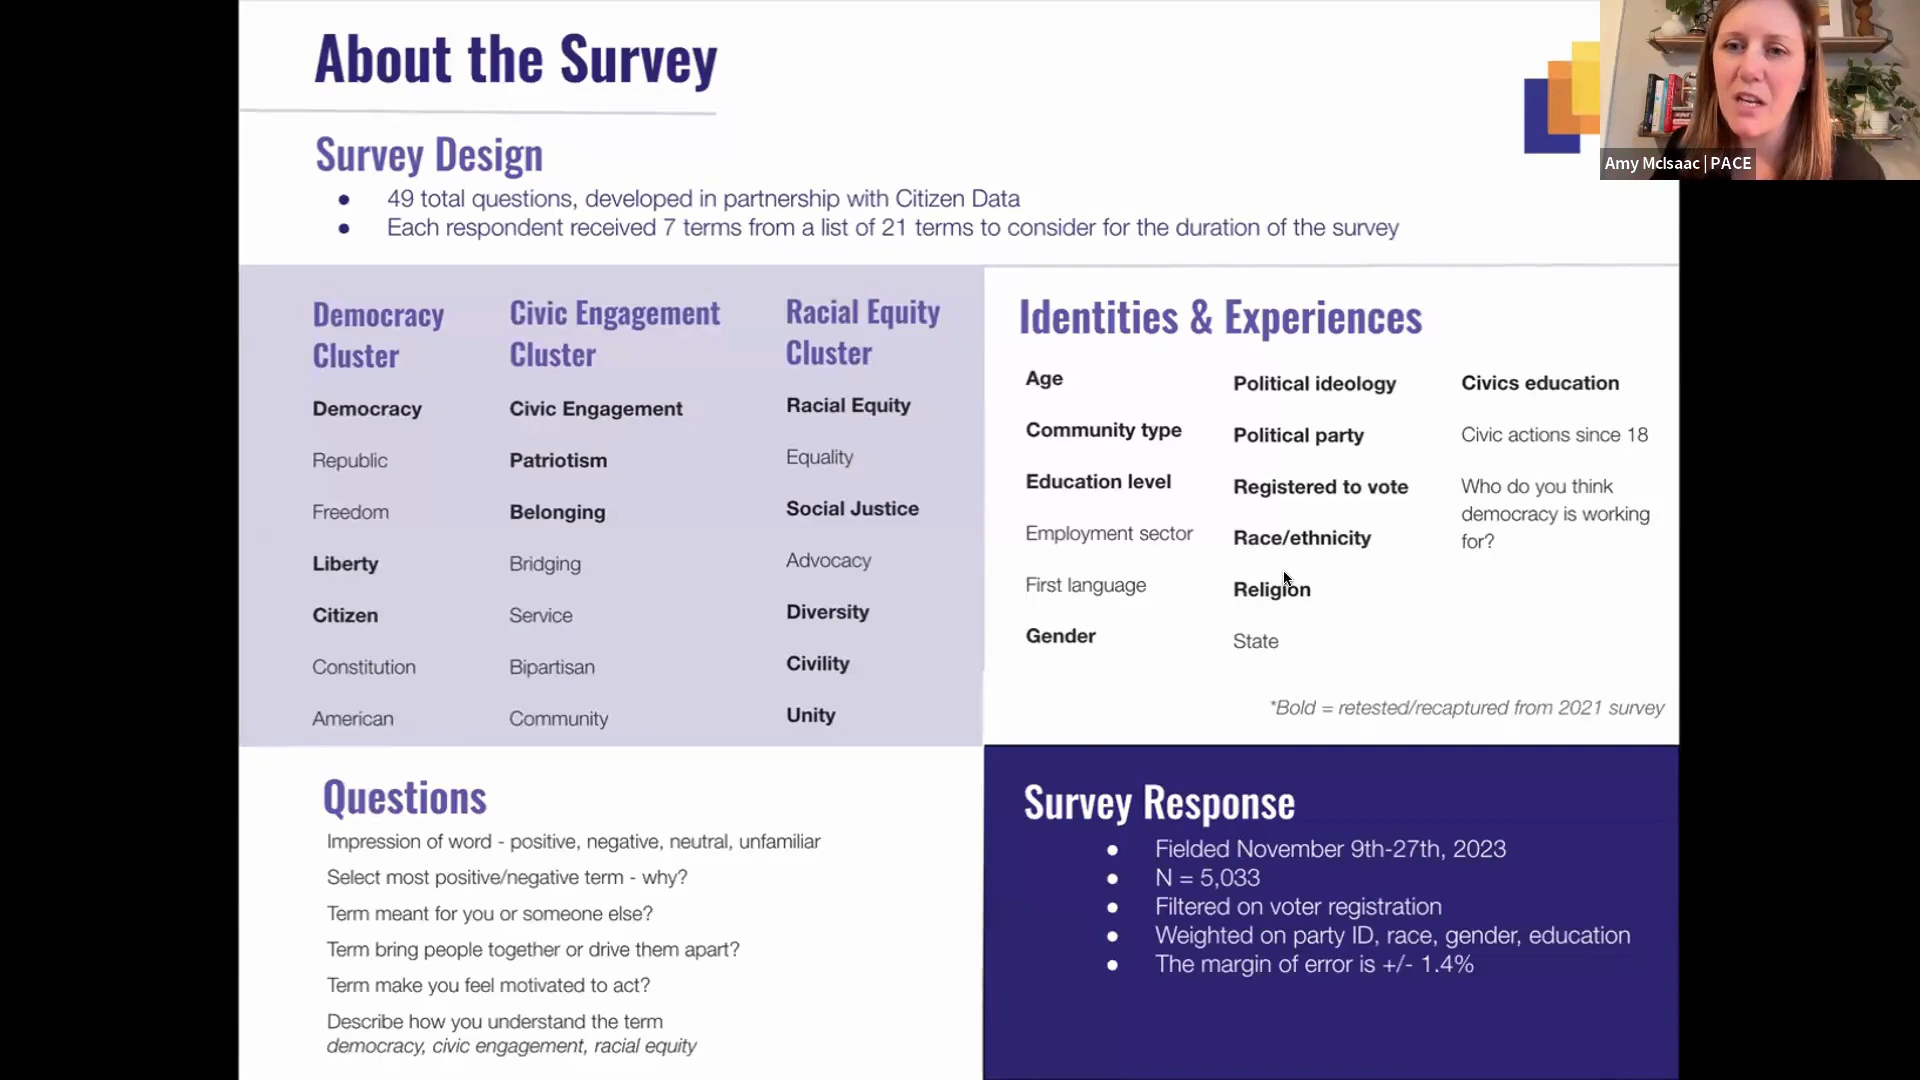 About the Survey
Survey Design
● 49 total questions, developed in partnership with Citizen Data
● Each respondent received 7 terms from a list of 21 terms to consider for the duration of the survey
Amy McIsaac | PACE
Democracy
Cluster
Democracy
Republic
Freedom
Liberty
Citizen
Constitution
American
Civic Engagement
Cluster
Civic Engagement
Patriotism
Belonging
Bridging
Service
Bipartisan
Community
Racial Equity
Cluster
Racial Equity
Equality
Social Justice
Advocacy
Diversity
Civility
Unity
Identities & Experiences
Age
Community type
Education level
Employment sector
First language
Gender
Political ideology
Political party
Registered to vote
Race/ethnicity
Religion
State
Civics education
Civic actions since 18
Who do you think
democracy is working
for?
*Bold = retested/recaptured from 2021 survey
Questions
Impression of word - positive, negative, neutral, unfamiliar
Select most positive/negative term - why?
Term meant for you or someone else?
Term bring people together or drive them apart?
Term make you feel motivated to act?
Describe how you understand the term
democracy, civic engagement, racial equity
Survey Response
● Fielded November 9th-27th, 2023
● N = 5,033
● Filtered on voter registration
● Weighted on party ID, race, gender, education
● The margin of error is +/- 1.4%